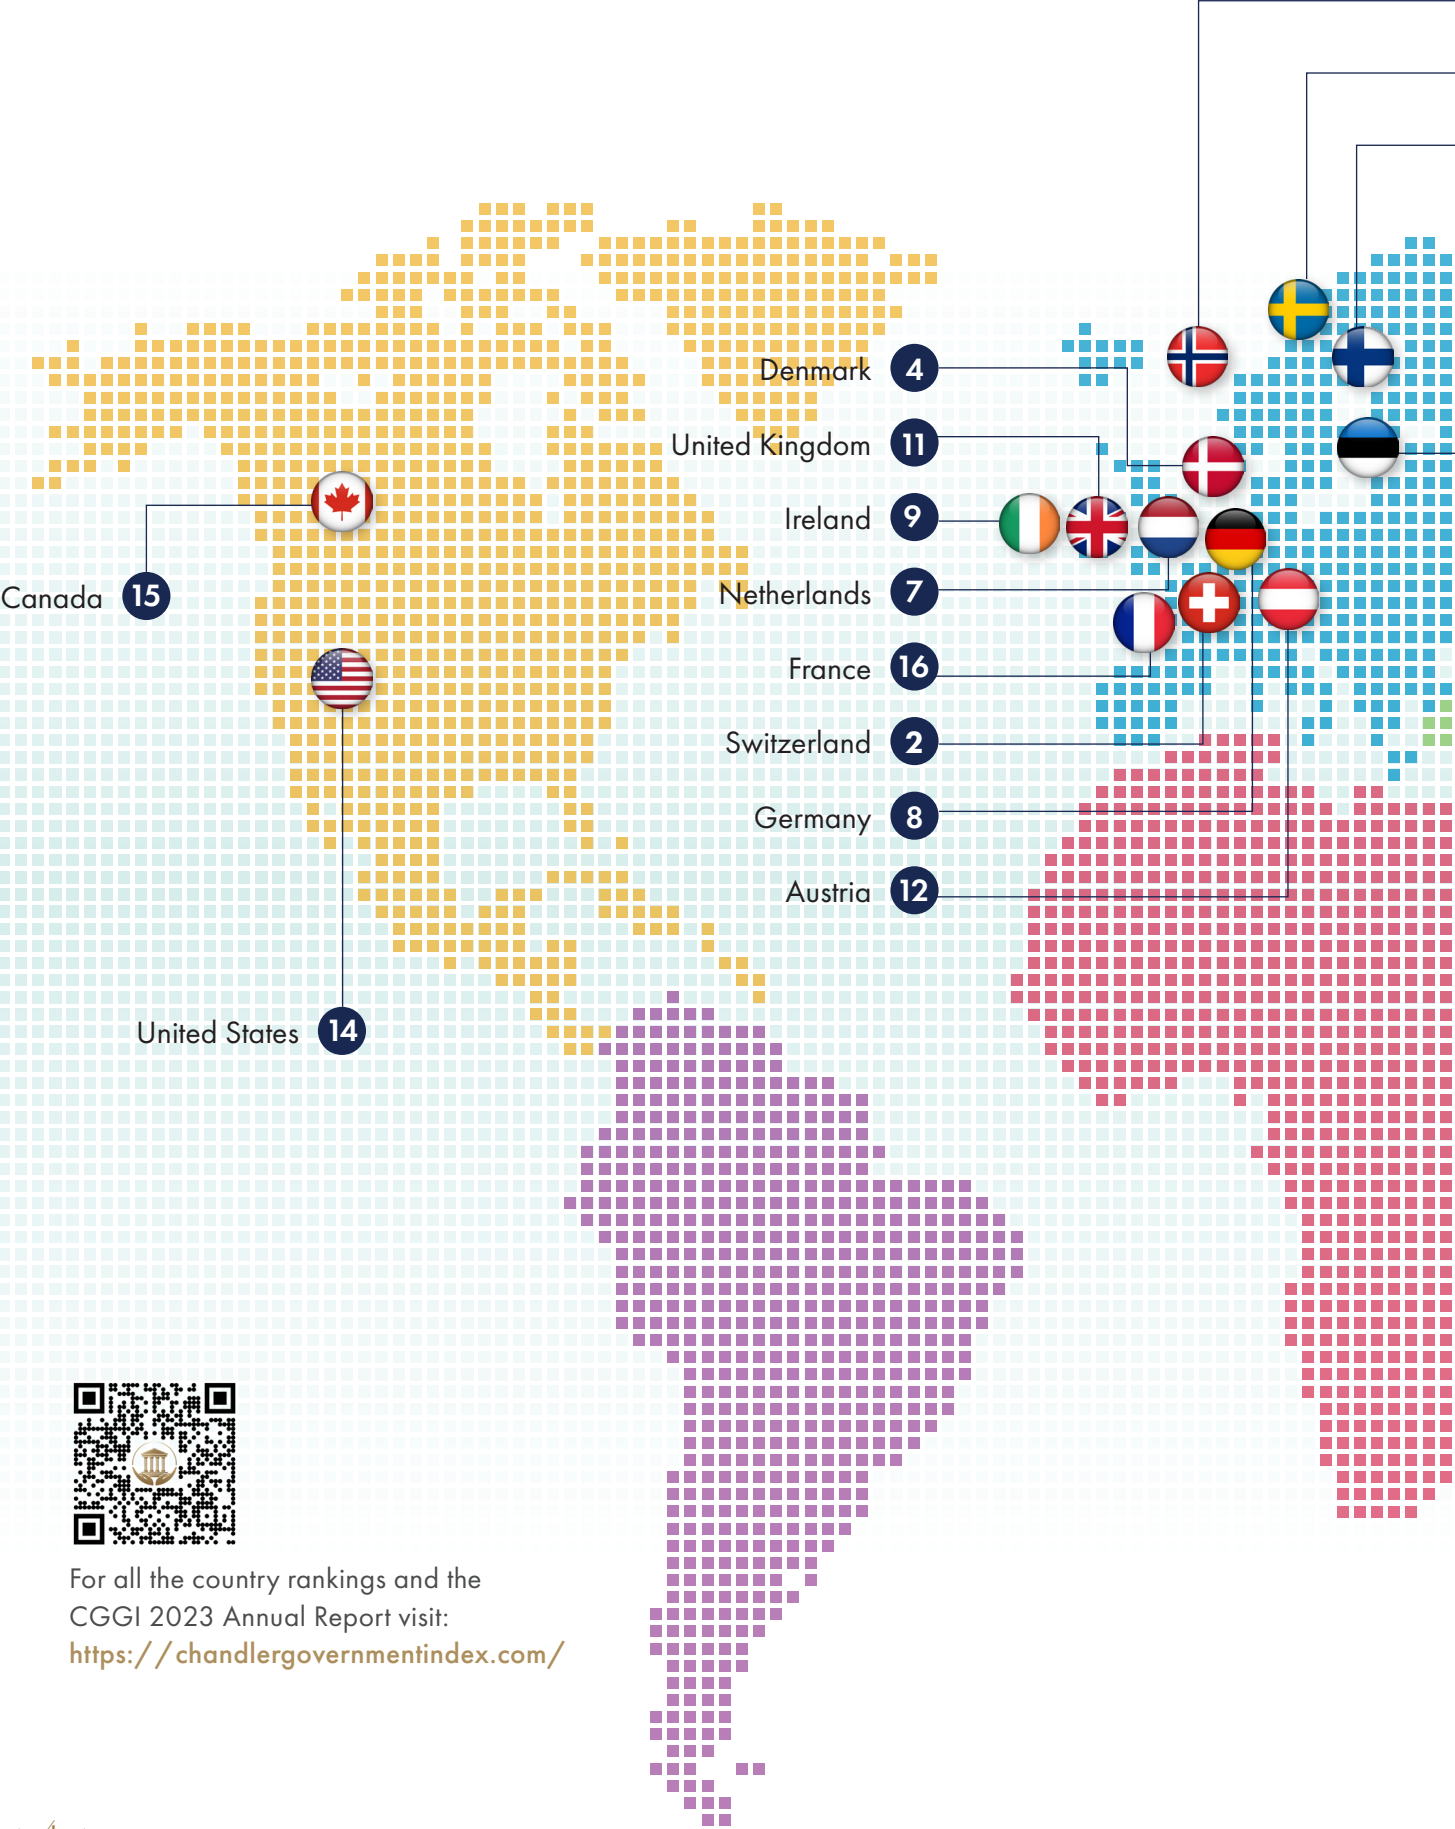 Denmark 4
United Kingdom 11
Ireland 9
Canada 15
Netherlands 7
France 16
Switzerland 2
Germany 8
Austria 12
United States 14
For all the country rankings and the
CGGI 2023 Annual Report visit:
https://chandlergovernmentindex.com/